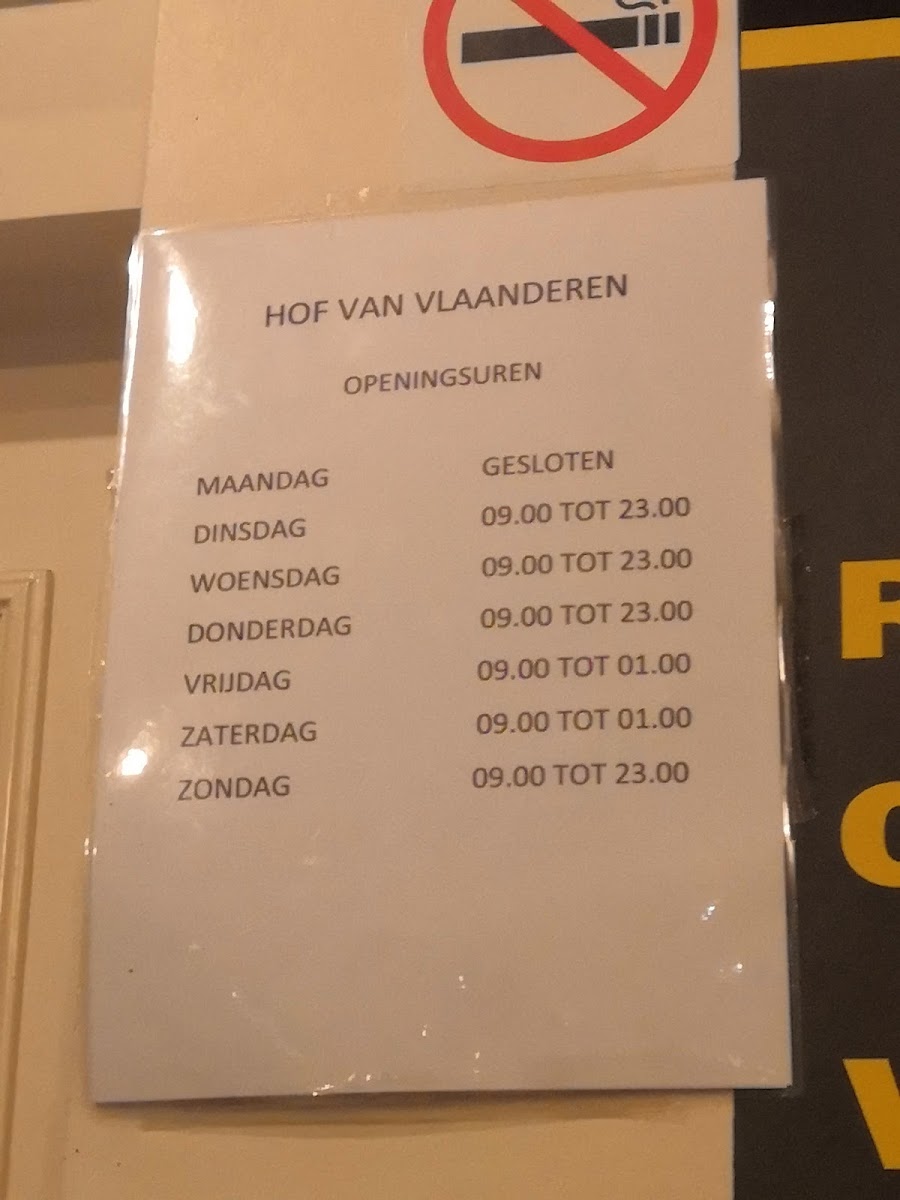 HOF VAN VLAANDEREN
OPENINGSUREN
MAANDAG GESLOTEN
DINSDAG 09.00 TOT 23.00
WOENSDAG 09.00 TOT 23.00
DONDERDAG 09.00 TOT 23.00
VRIJDAG 09.00 TOT 01.00
ZATERDAG 09.00 TOT 01.00
ZONDAG 09.00 TOT 23.00